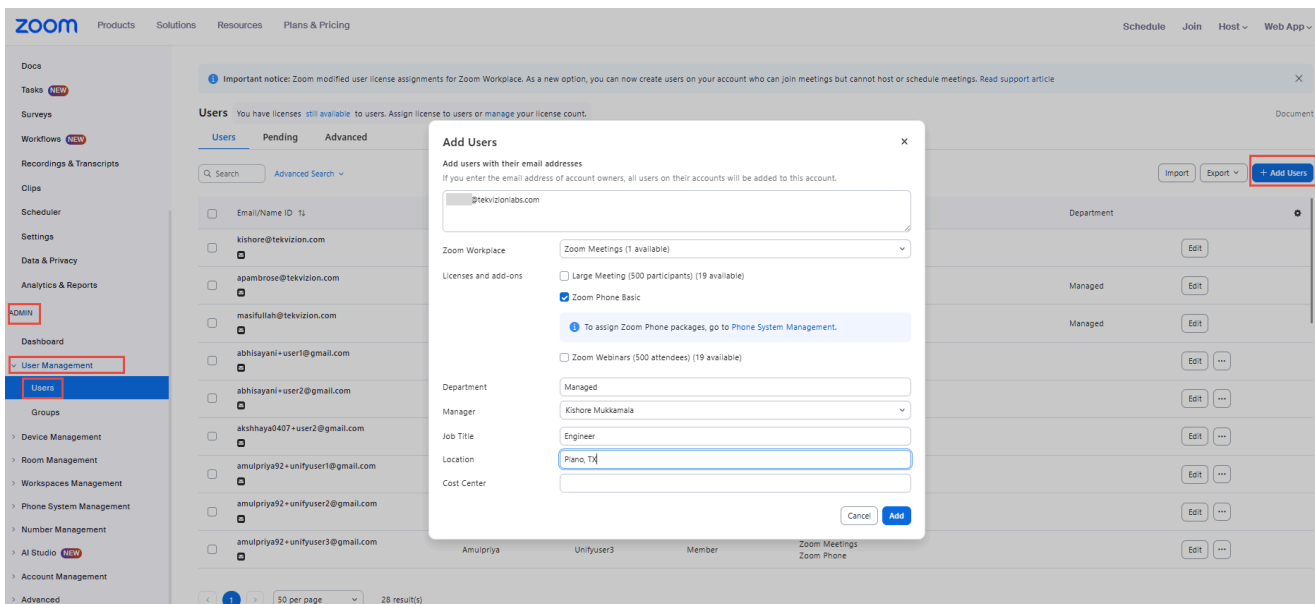 zoom Products Solutions Resources Plans & Pricing Schedule Join Host Web App
Docs
Tasks NEW
Surveys
Workflows NEW
Recordings & Transcripts
Clips
Scheduler
Settings
Data & Privacy
Analytics & Reports
ADMIN
Dashboard
User Management
Users
Groups
Device Management
Room Management
Workspaces Management
Phone System Management
Number Management
AI Studio NEW
Account Management
Advanced
Important notice: Zoom modified user license assignments for Zoom Workplace. As a new option, you can now create users on your account who can join meetings but cannot host or schedule meetings. Read support article
Users You have licenses still available to users. Assign license to users or manage your license count. Document
Users Pending Advanced
Search Advanced Search Import Export + Add Users
Email/Name ID Department
kishore@tekvizion.com Edit
apambrose@tekvizion.com Managed Edit
masifullah@tekvizion.com Managed Edit
abhisayani+user1@gmail.com Edit ...
abhisayani+user2@gmail.com Edit ...
akshhaya0407+user2@gmail.com Edit ...
amulpriya92+unifyuser1@gmail.com Edit ...
amulpriya92+unifyuser2@gmail.com Edit ...
amulpriya92+unifyuser3@gmail.com Amulpriya Unifyuser3 Member Zoom Meetings Edit ...
Zoom Phone
1 50 per page 28 result(s)
Add Users
Add users with their email addresses
If you enter the email address of account owners, all users on their accounts will be added to this account.
@tekvizionlabs.com
Zoom Workplace Zoom Meetings (1 available)
Licenses and add-ons Large Meeting (500 participants) (19 available)
Zoom Phone Basic
To assign Zoom Phone packages, go to Phone System Management.
Zoom Webinars (500 attendees) (19 available)
Department Managed
Manager Kishore Mukkamala
Job Title Engineer
Location Plano, TX
Cost Center
Cancel Add